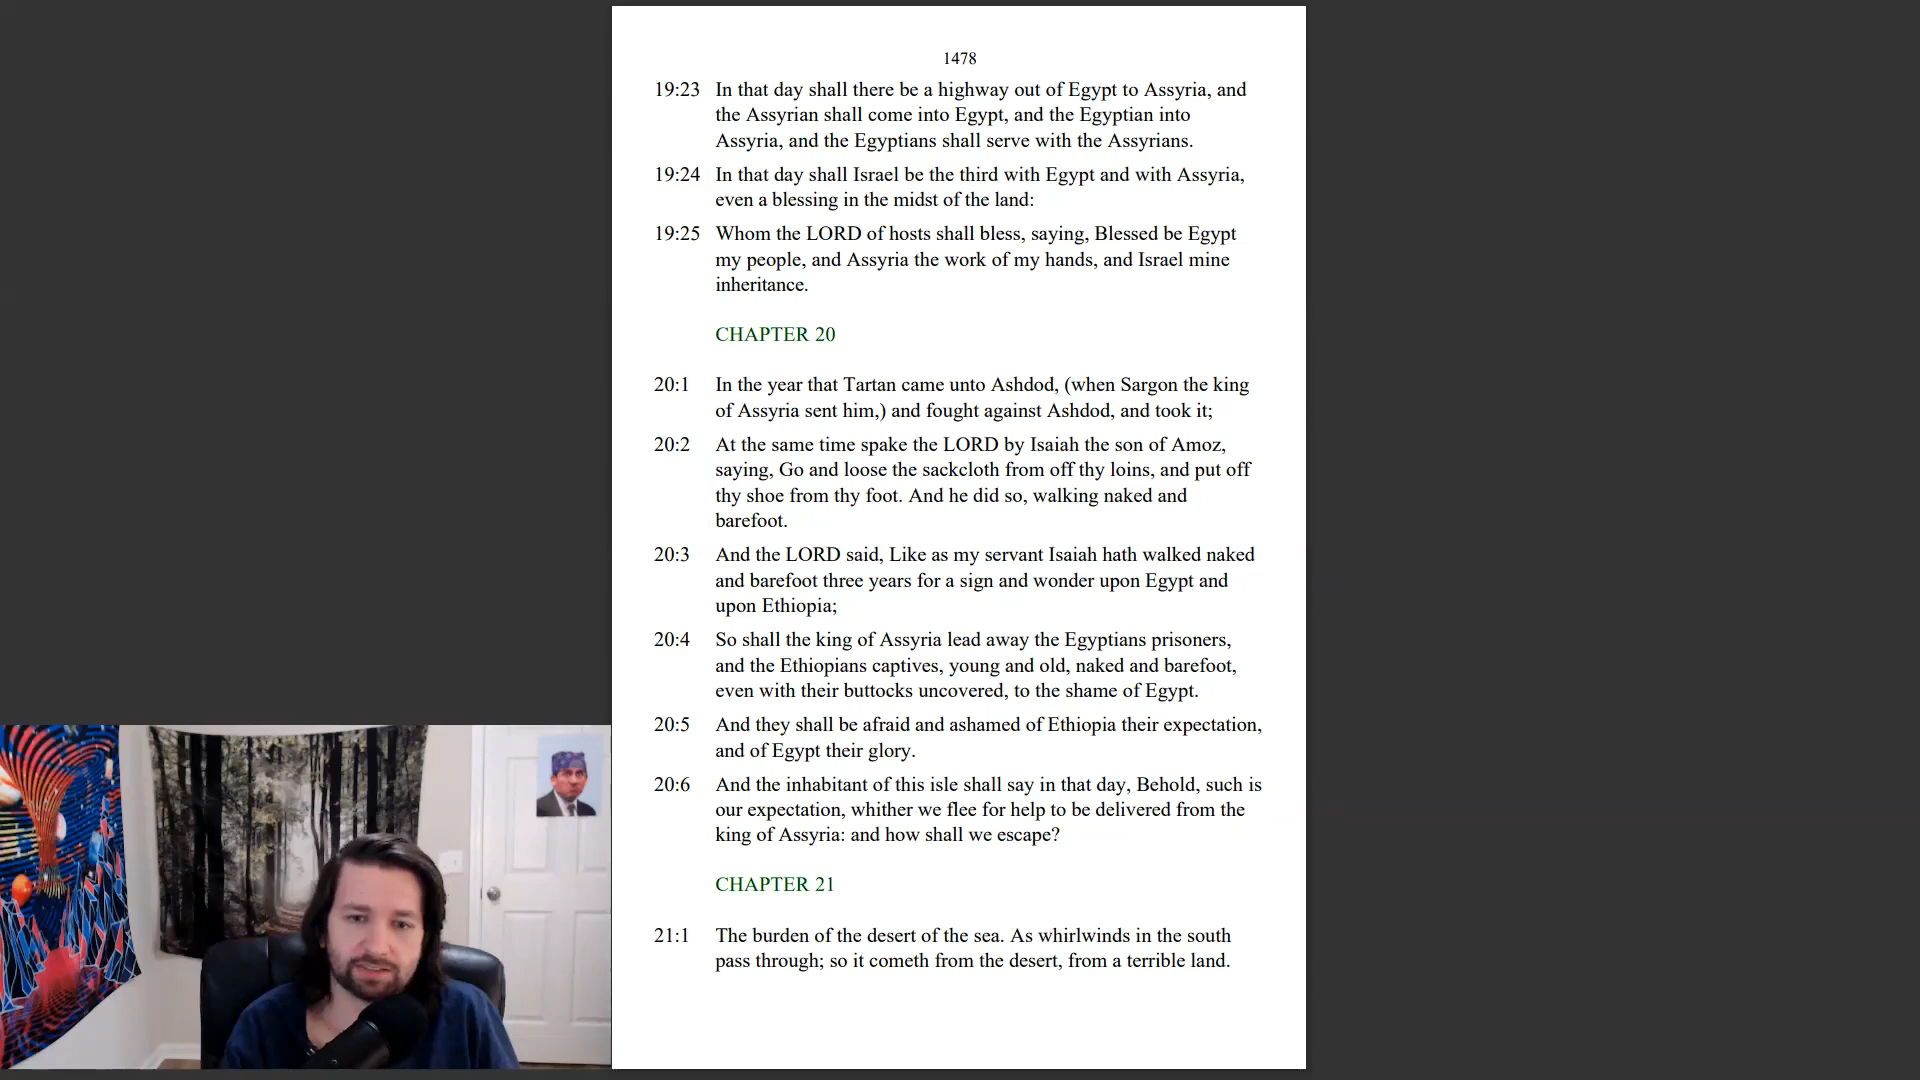 1478
19:23 In that day shall there be a highway out of Egypt to Assyria, and
the Assyrian shall come into Egypt, and the Egyptian into
Assyria, and the Egyptians shall serve with the Assyrians.
19:24 In that day shall Israel be the third with Egypt and with Assyria,
even a blessing in the midst of the land:
19:25 Whom the LORD of hosts shall bless, saying, Blessed be Egypt
my people, and Assyria the work of my hands, and Israel mine
inheritance.
CHAPTER 20
20:1 In the year that Tartan came unto Ashdod, (when Sargon the king
of Assyria sent him,) and fought against Ashdod, and took it;
20:2 At the same time spake the LORD by Isaiah the son of Amoz,
saying, Go and loose the sackcloth from off thy loins, and put off
thy shoe from thy foot. And he did so, walking naked and
barefoot.
20:3 And the LORD said, Like as my servant Isaiah hath walked naked
and barefoot three years for a sign and wonder upon Egypt and
upon Ethiopia;
20:4 So shall the king of Assyria lead away the Egyptians prisoners,
and the Ethiopians captives, young and old, naked and barefoot,
even with their buttocks uncovered, to the shame of Egypt.
20:5 And they shall be afraid and ashamed of Ethiopia their expectation,
and of Egypt their glory.
20:6 And the inhabitant of this isle shall say in that day, Behold, such is
our expectation, whither we flee for help to be delivered from the
king of Assyria: and how shall we escape?
CHAPTER 21
21:1 The burden of the desert of the sea. As whirlwinds in the south
pass through; so it cometh from the desert, from a terrible land.